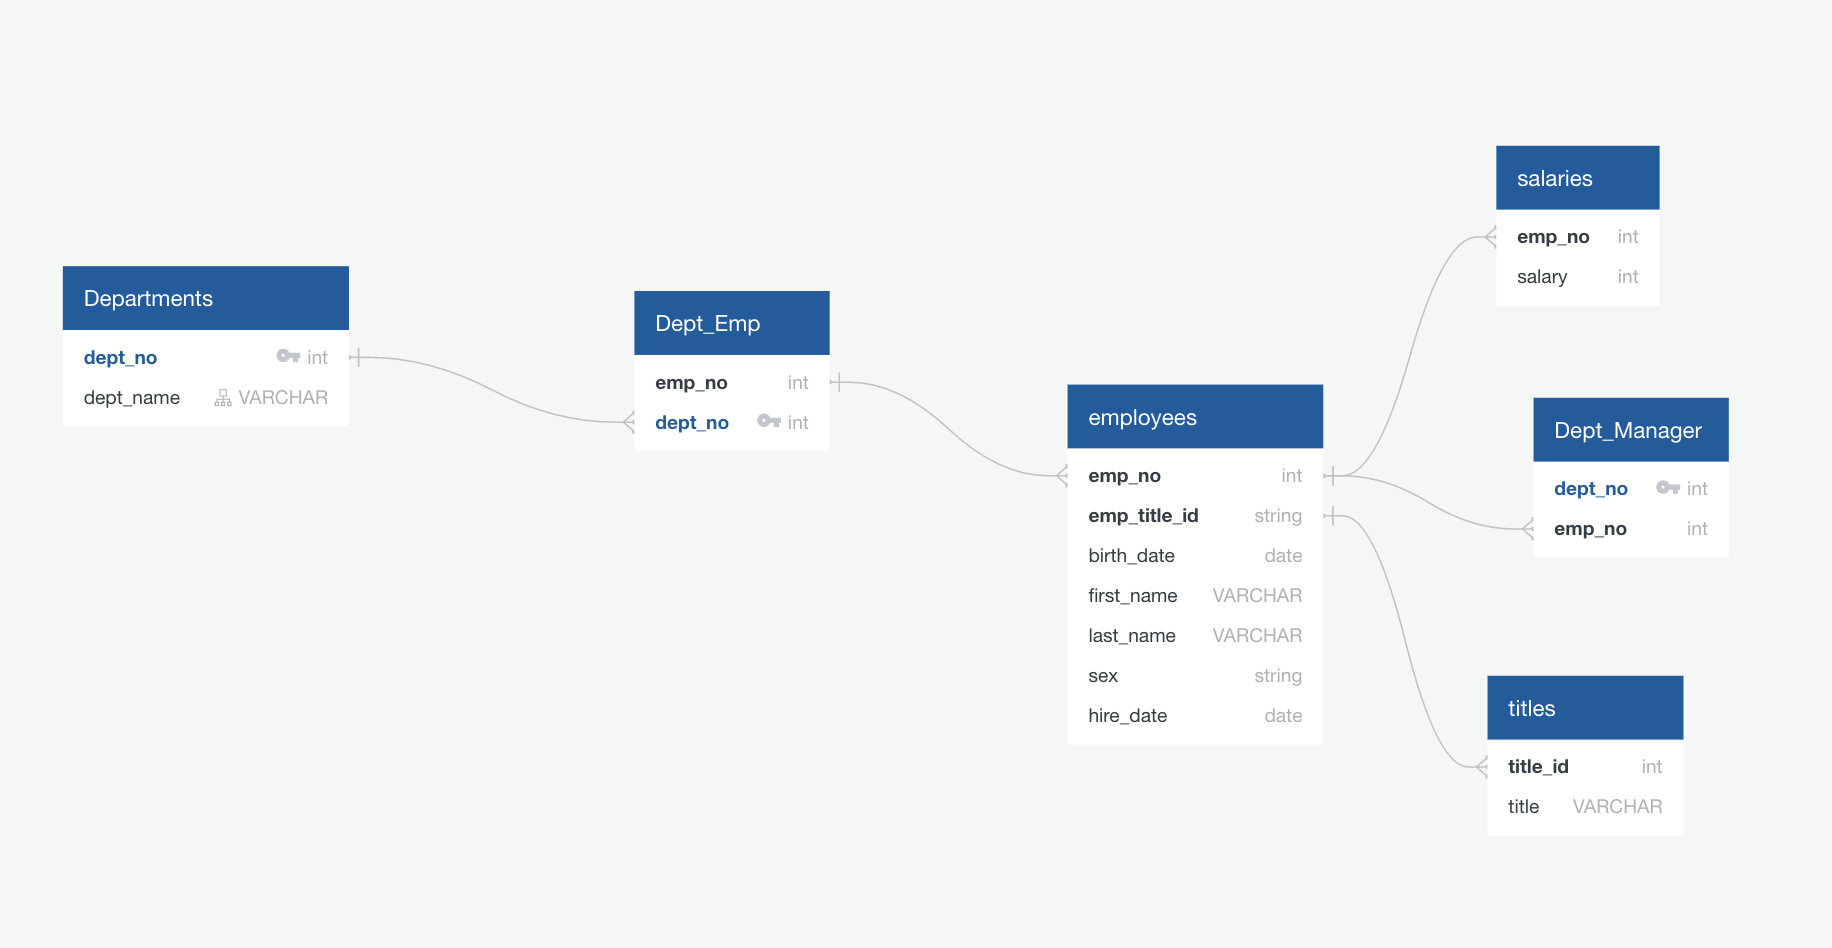 Departments
dept_no int
dept_name VARCHAR
Dept_Emp
emp_no int
dept_no int
employees
emp_no int
emp_title_id string
birth_date date
first_name VARCHAR
last_name VARCHAR
sex string
hire_date date
salaries
emp_no int
salary int
Dept_Manager
dept_no int
emp_no int
titles
title_id int
title VARCHAR